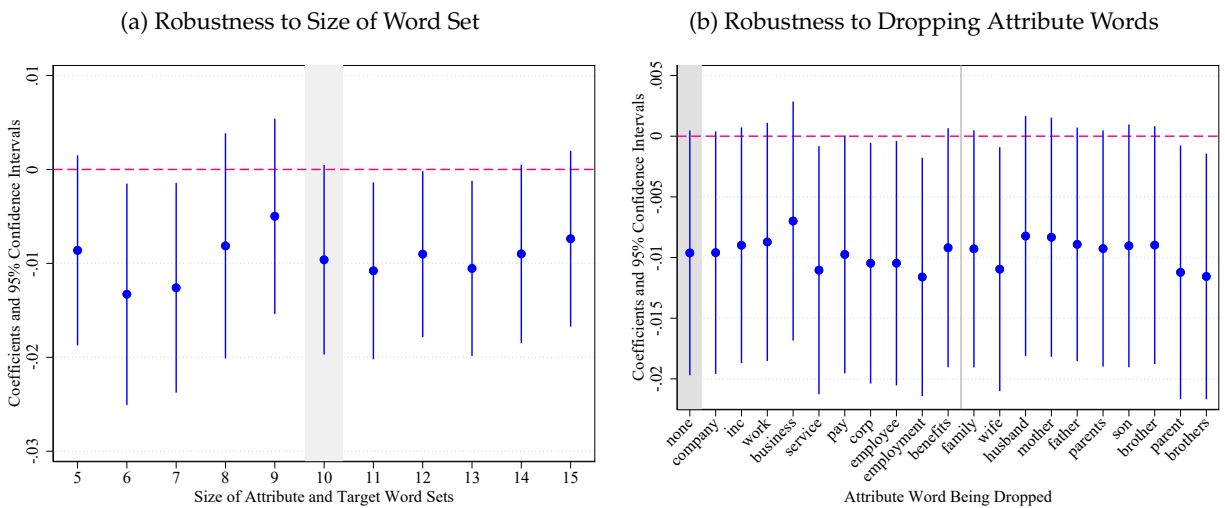 (a) Robustness to Size of Word Set
Coefficients and 95% Confidence Intervals
.01
0
-.01
-.02
-.03
5 6 7 8 9 10 11 12 13 14 15
Size of Attribute and Target Word Sets
(b) Robustness to Dropping Attribute Words
Coefficients and 95% Confidence Intervals
.005
0
-.005
-.01
-.015
-.02
none company inc work business service pay corp employee employment benefits family wife husband mother father parents son brother parent brothers
Attribute Word Being Dropped